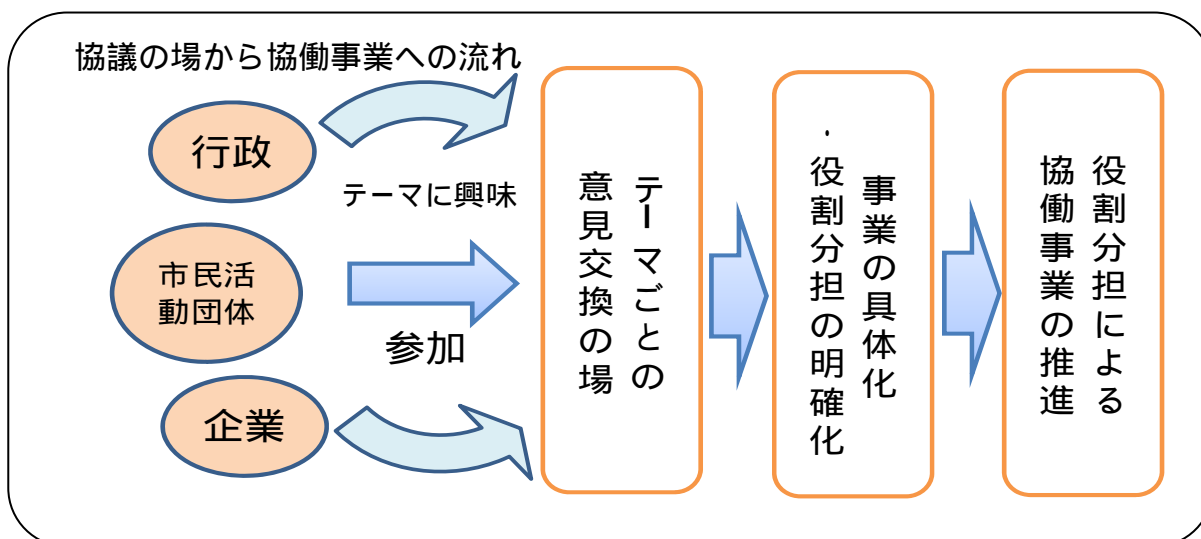 協議の場から協働事業への流れ
行政
テーマに興味
市民活
動団体
参加
企業
テーマごとの
意見交換の場
事業の具体化
・役割分担の明確化
役割分担による
協働事業の推進